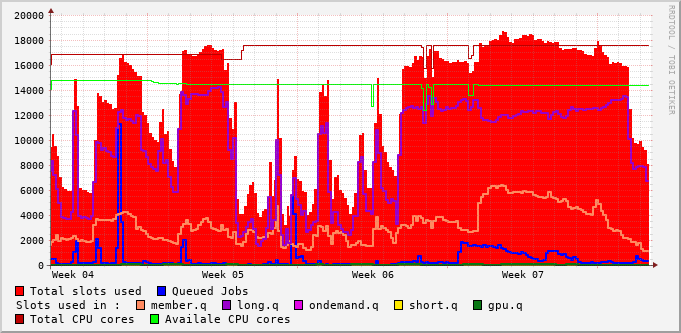 20000
18000
16000
14000
12000
10000
8000
6000
4000
2000
0
Week 04 Week 05 Week 06 Week 07
RRDTOOL / TOBI OETIKER
Total slots used Queued Jobs
Slots used in : member.q long.q ondemand.q short.q gpu.q
Total CPU cores Availale CPU cores